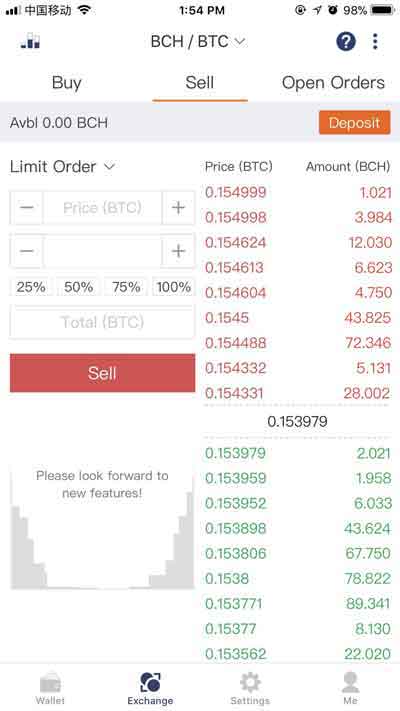 中国移动 1:54 PM 98%
BCH / BTC ?
Buy Sell Open Orders
Avbl 0.00 BCH Deposit
Limit Order Price (BTC) Amount (BCH)
0.154999 1.021
Price (BTC)
0.154998 3.984
0.154624 12.030
0.154613 6.623
25% 50% 75% 100%
0.154604 4.750
Total (BTC)
0.1545 43.825
0.154488 72.346
Sell
0.154332 5.131
0.154331 28.002
0.153979
0.153979 2.021
Please look forward to
new features!
0.153959 1.958
0.153952 6.033
0.153898 43.624
0.153806 67.750
0.1538 78.822
0.153771 89.341
0.15377 8.130
0.153562 22.020
Wallet Exchange Settings Me